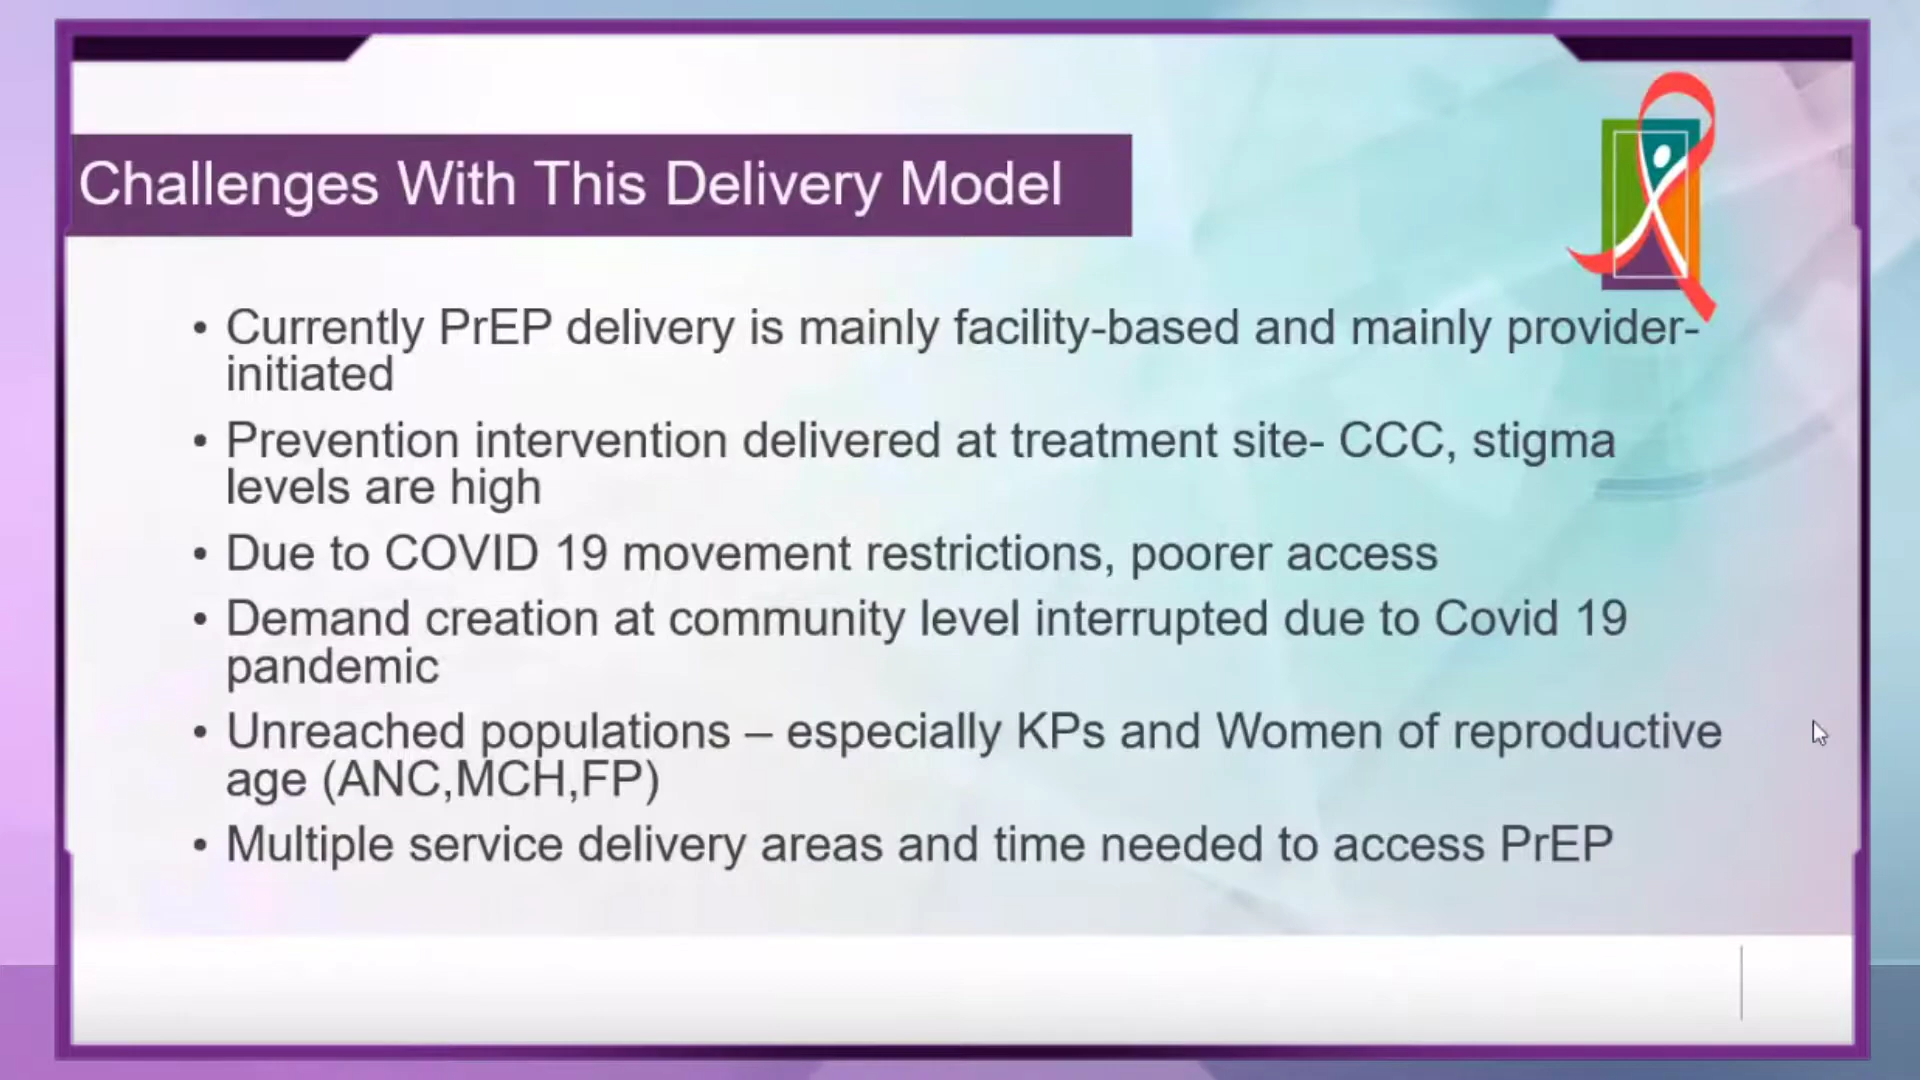 Challenges With This Delivery Model
• Currently PrEP delivery is mainly facility-based and mainly provider-
initiated
• Prevention intervention delivered at treatment site- CCC, stigma
levels are high
• Due to COVID 19 movement restrictions, poorer access
• Demand creation at community level interrupted due to Covid 19
pandemic
• Unreached populations – especially KPs and Women of reproductive
age (ANC,MCH,FP)
• Multiple service delivery areas and time needed to access PrEP